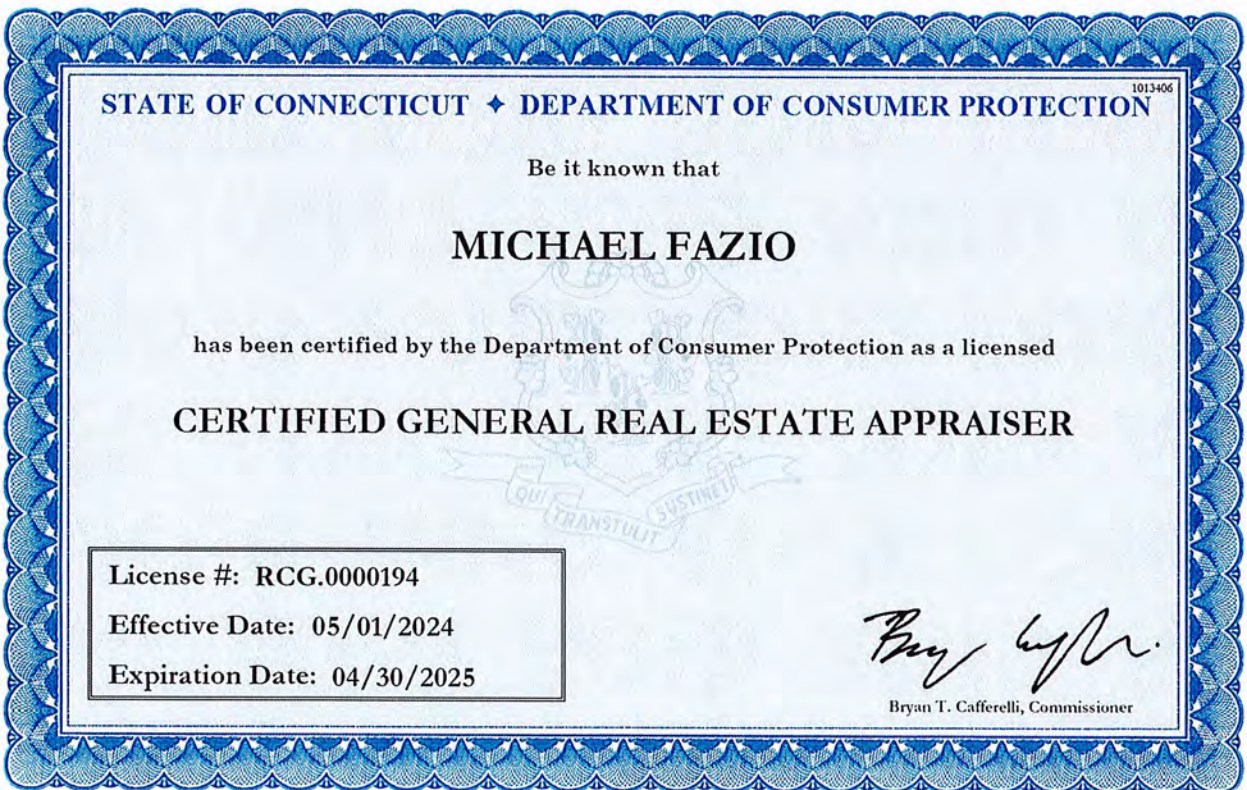 1013406
STATE OF CONNECTICUT ✦ DEPARTMENT OF CONSUMER PROTECTION
Be it known that
MICHAEL FAZIO
has been certified by the Department of Consumer Protection as a licensed
CERTIFIED GENERAL REAL ESTATE APPRAISER
QUI TRANSTULIT SUSTINET
License #: RCG.0000194
Effective Date: 05/01/2024
Expiration Date: 04/30/2025
Bryan T. Cafferelli, Commissioner